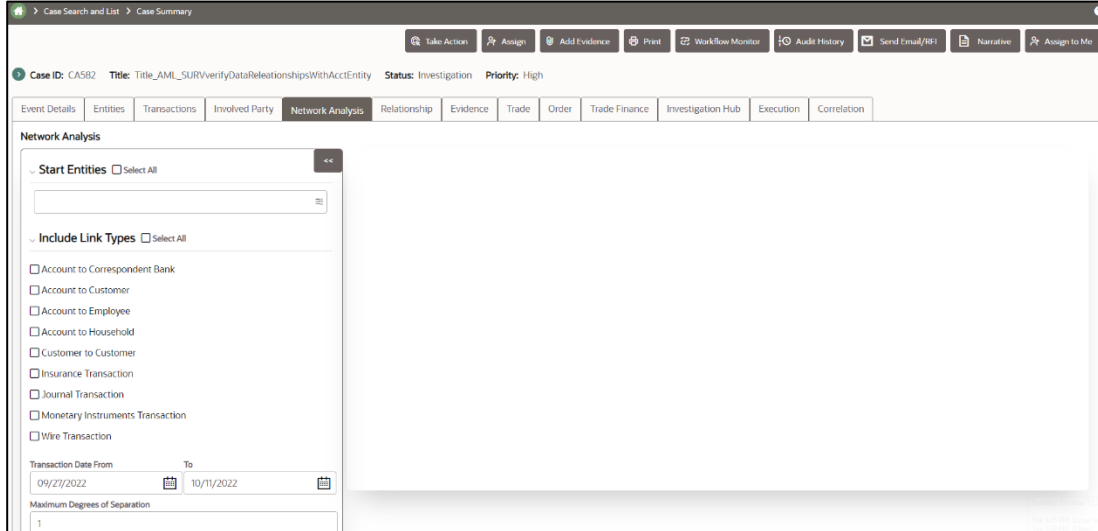 > Case Search and List > Case Summary
Take Action Assign Add Evidence Print Workflow Monitor Audit History Send Email/RFI Narrative Assign to Me
Case ID: CA582 Title: Title_AML_SURVverifyDataReleationshipsWithAcctEntity Status: Investigation Priority: High
Event Details Entities Transactions Involved Party Network Analysis Relationship Evidence Trade Order Trade Finance Investigation Hub Execution Correlation
Network Analysis
<<
Start Entities Select All
Include Link Types Select All
Account to Correspondent Bank
Account to Customer
Account to Employee
Account to Household
Customer to Customer
Insurance Transaction
Journal Transaction
Monetary Instruments Transaction
Wire Transaction
Transaction Date From To
09/27/2022 10/11/2022
Maximum Degrees of Separation
1